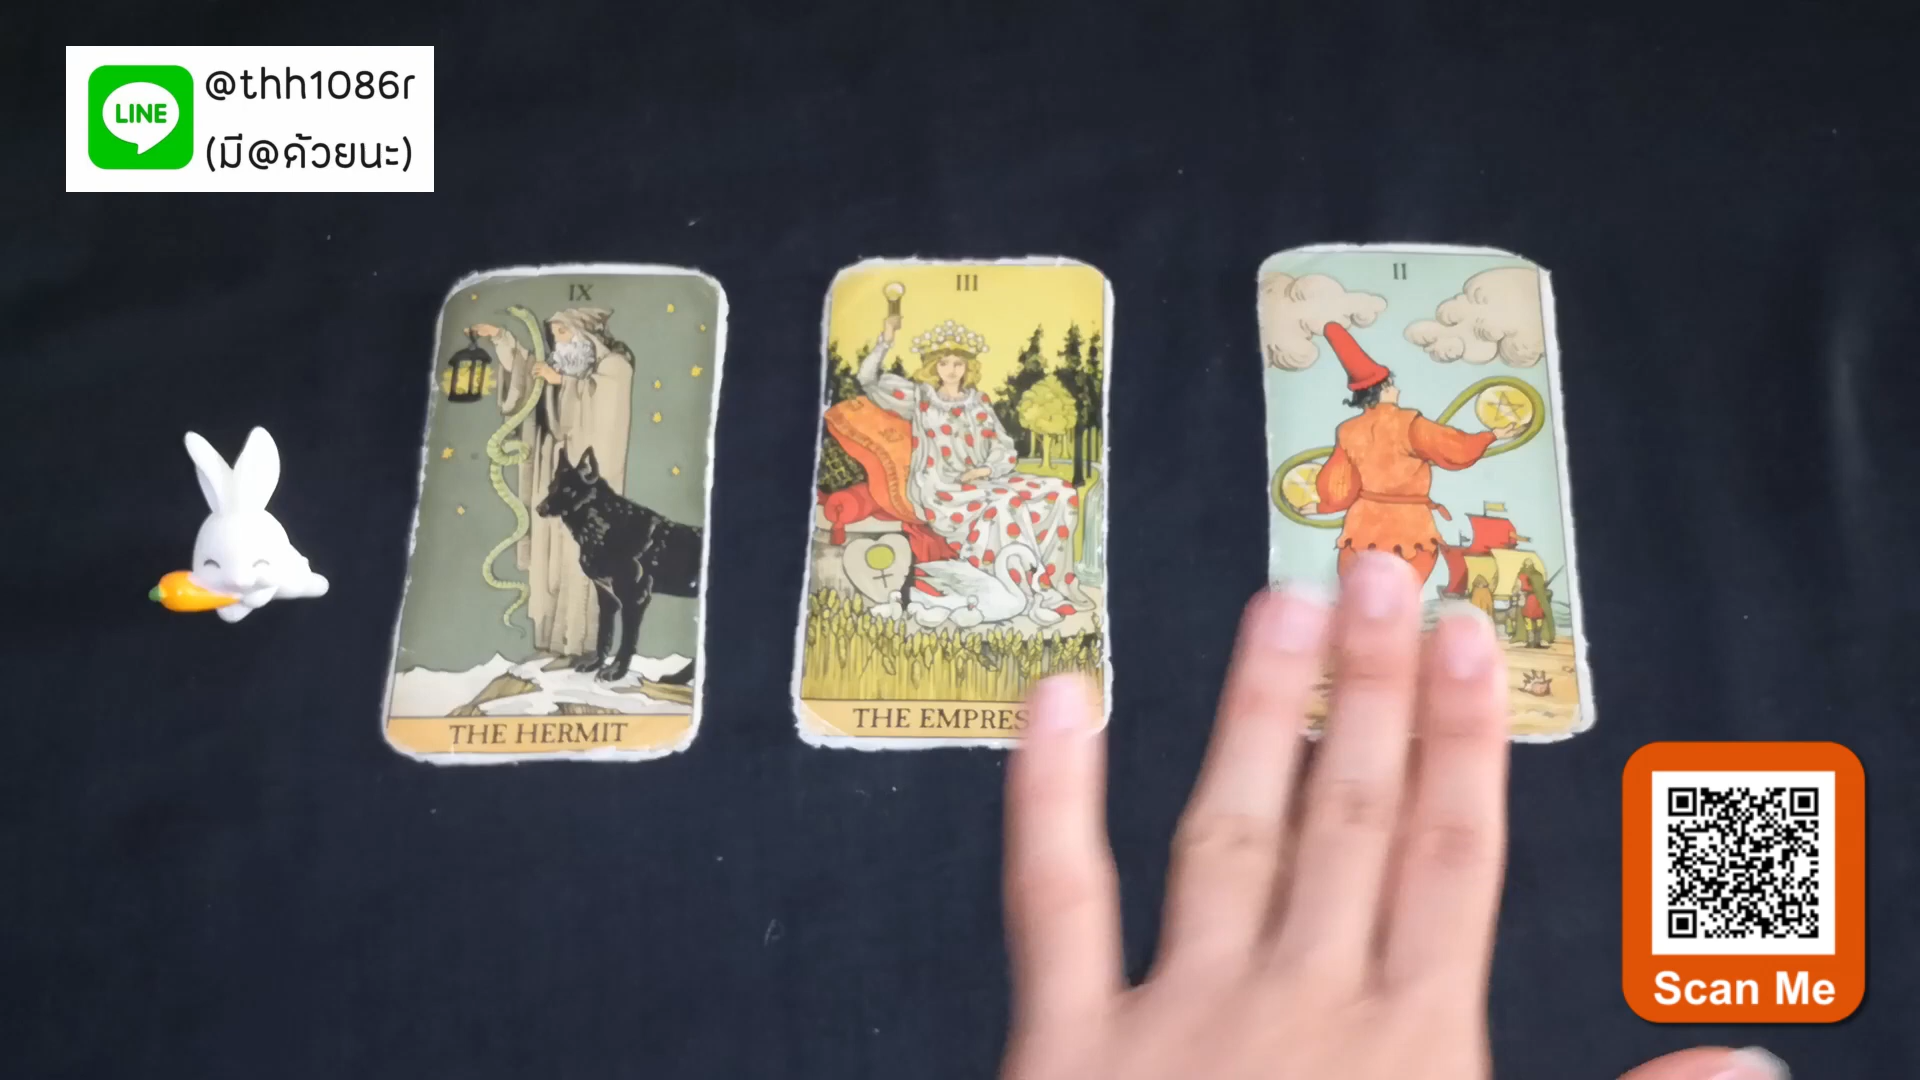 LINE
@thh1086r
(มี@ด้วยนะ)
IX
III
II
THE HERMIT
THE EMPRES
Scan Me